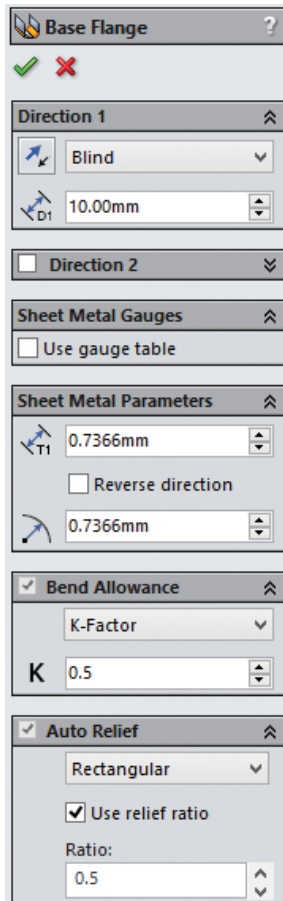 Base Flange ?
Direction 1
Blind
D1 10.00mm
Direction 2
Sheet Metal Gauges
Use gauge table
Sheet Metal Parameters
T1 0.7366mm
Reverse direction
0.7366mm
Bend Allowance
K-Factor
K 0.5
Auto Relief
Rectangular
Use relief ratio
Ratio:
0.5